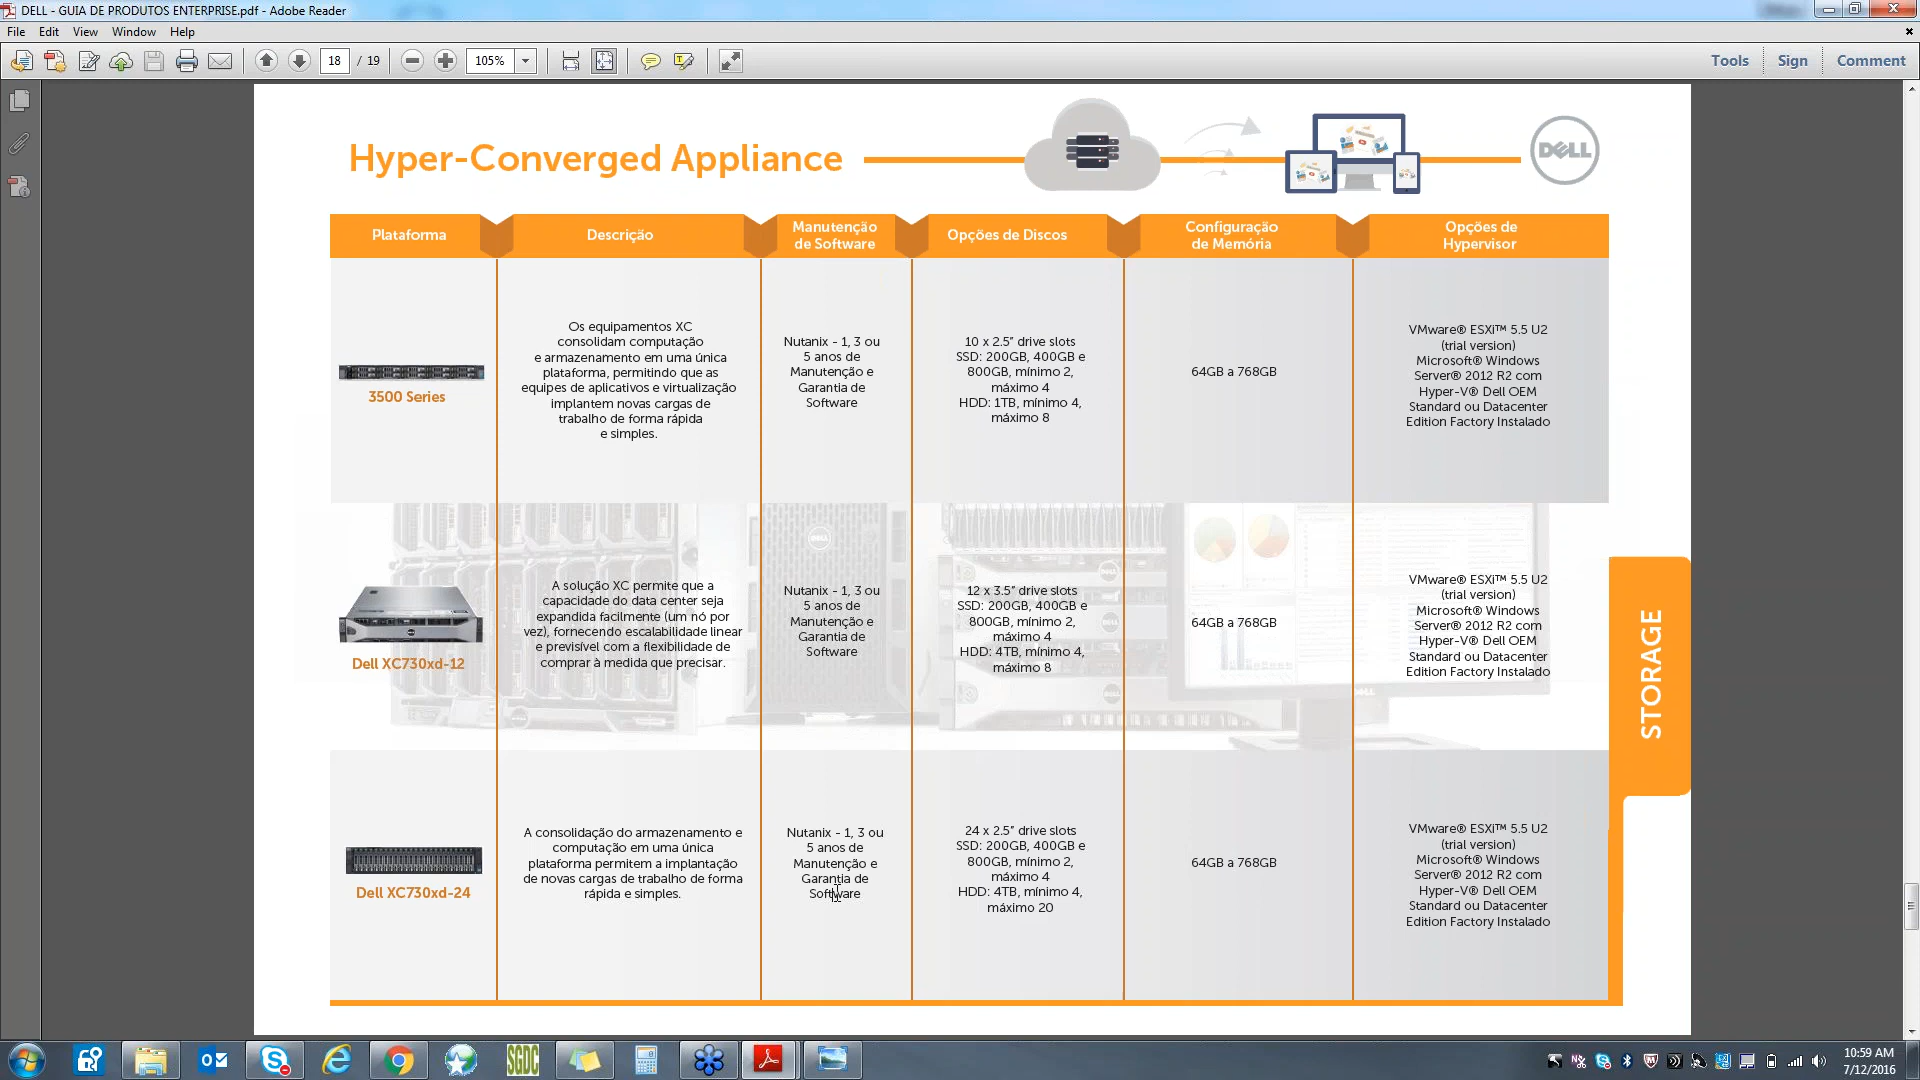 DELL - GUIA DE PRODUTOS ENTERPRISE.pdf - Adobe Reader
File Edit View Window Help
18 / 19 105% Tools Sign Comment
Hyper-Converged Appliance
DELL
Plataforma
Descrição
Manutenção
de Software
Opções de Discos
Configuração
de Memória
Opções de
Hypervisor
3500 Series
Os equipamentos XC
consolidam computação
e armazenamento em uma única
plataforma, permitindo que as
equipes de aplicativos e virtualização
implantem novas cargas de
trabalho de forma rápida
e simples.
Nutanix - 1, 3 ou
5 anos de
Manutenção e
Garantia de
Software
10 x 2.5” drive slots
SSD: 200GB, 400GB e
800GB, mínimo 2,
máximo 4
HDD: 1TB, mínimo 4,
máximo 8
64GB a 768GB
VMware® ESXi™ 5.5 U2
(trial version)
Microsoft® Windows
Server® 2012 R2 com
Hyper-V® Dell OEM
Standard ou Datacenter
Edition Factory Instalado
Dell XC730xd-12
A solução XC permite que a
capacidade do data center seja
expandida facilmente (um nó por
vez), fornecendo escalabilidade linear
e previsível com a flexibilidade de
comprar à medida que precisar.
Nutanix - 1, 3 ou
5 anos de
Manutenção e
Garantia de
Software
12 x 3.5” drive slots
SSD: 200GB, 400GB e
800GB, mínimo 2,
máximo 4
HDD: 4TB, mínimo 4,
máximo 8
64GB a 768GB
VMware® ESXi™ 5.5 U2
(trial version)
Microsoft® Windows
Server® 2012 R2 com
Hyper-V® Dell OEM
Standard ou Datacenter
Edition Factory Instalado
Dell XC730xd-24
A consolidação do armazenamento e
computação em uma única
plataforma permitem a implantação
de novas cargas de trabalho de forma
rápida e simples.
Nutanix - 1, 3 ou
5 anos de
Manutenção e
Garantia de
Software
24 x 2.5” drive slots
SSD: 200GB, 400GB e
800GB, mínimo 2,
máximo 4
HDD: 4TB, mínimo 4,
máximo 20
64GB a 768GB
VMware® ESXi™ 5.5 U2
(trial version)
Microsoft® Windows
Server® 2012 R2 com
Hyper-V® Dell OEM
Standard ou Datacenter
Edition Factory Instalado
STORAGE
SGDC
10:59 AM
7/12/2016